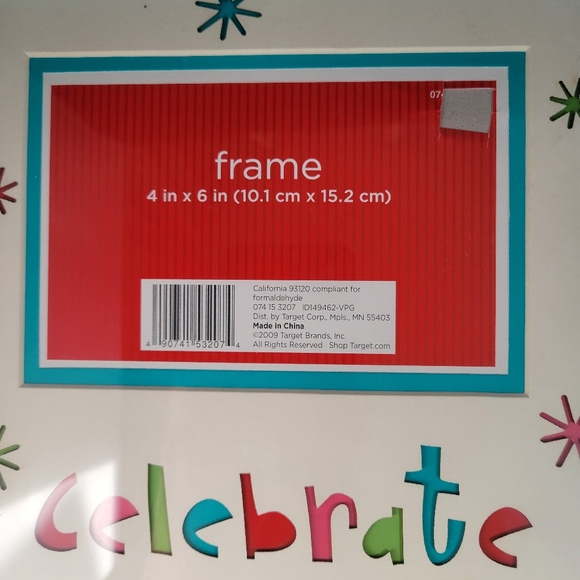 07
frame
4 in x 6 in (10.1 cm x 15.2 cm)
California 93120 compliant for
formaldehyde
074 15 3207 ID149462-VPG
Dist. by Target Corp., Mpls., MN 55403
Made in China
©2009 Target Brands, Inc.
All Rights Reserved Shop Target.com
4 90741 53207 4
celebrate